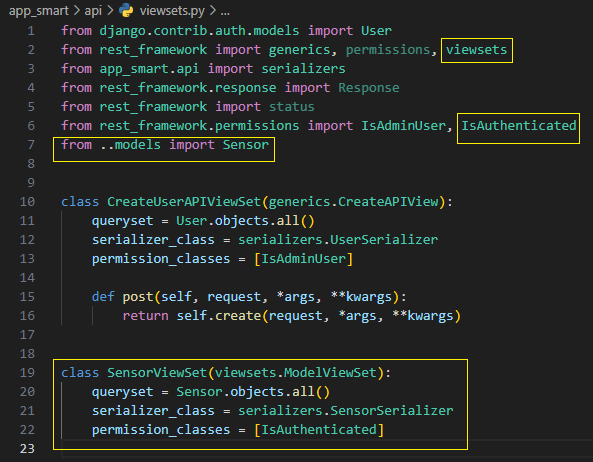 app_smart > api > viewsets.py > ...
1 from django.contrib.auth.models import User
2 from rest_framework import generics, permissions, viewsets
3 from app_smart.api import serializers
4 from rest_framework.response import Response
5 from rest_framework import status
6 from rest_framework.permissions import IsAdminUser, IsAuthenticated
7 from ..models import Sensor
8
9
10 class CreateUserAPIViewSet(generics.CreateAPIView):
11     queryset = User.objects.all()
12     serializer_class = serializers.UserSerializer
13     permission_classes = [IsAdminUser]
14
15     def post(self, request, *args, **kwargs):
16         return self.create(request, *args, **kwargs)
17
18
19 class SensorViewSet(viewsets.ModelViewSet):
20     queryset = Sensor.objects.all()
21     serializer_class = serializers.SensorSerializer
22     permission_classes = [IsAuthenticated]
23